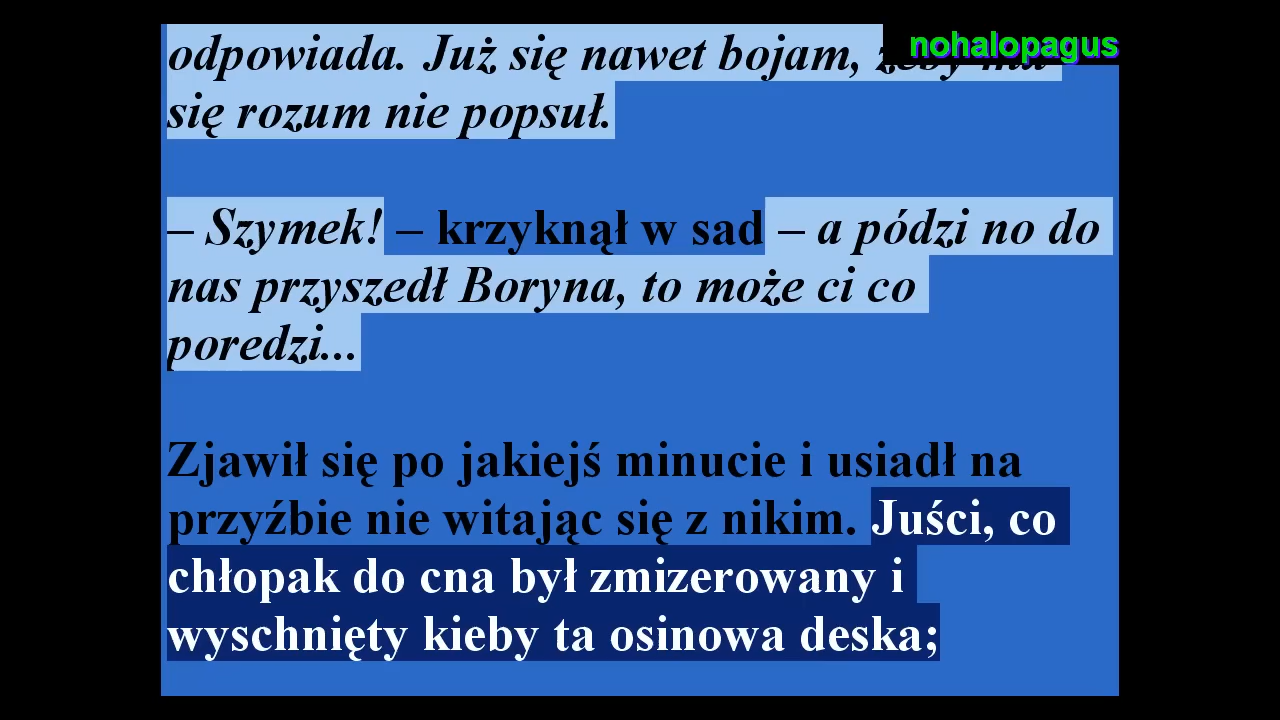 odpowiada. Już się nawet bojam,
nohalopagus
się rozum nie popsuł.
– Szymek! – krzyknął w sad – a pódzi no do
nas przyszedł Boryna, to może ci co
poredzi...
Zjawił się po jakiejś minucie i usiadł na
przyźbie nie witając się z nikim. Juści, co
chłopak do cna był zmizerowany i
wyschnięty kieby ta osinowa deska;